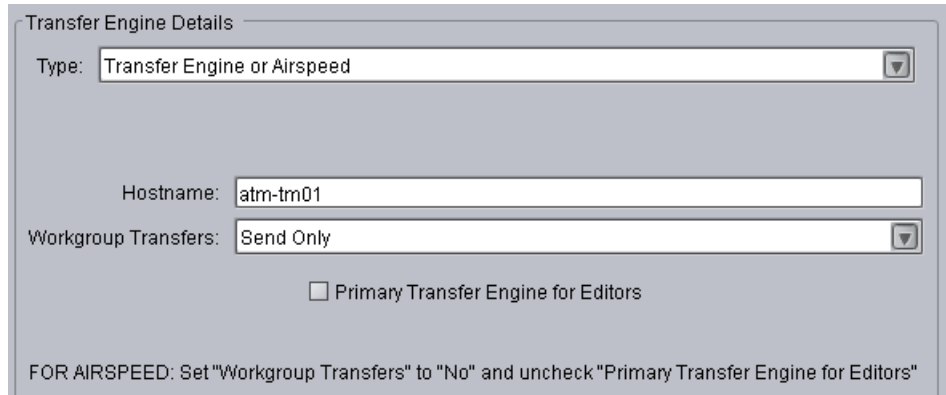 Transfer Engine Details
Type: Transfer Engine or Airspeed
Hostname: atm-tm01
Workgroup Transfers: Send Only
Primary Transfer Engine for Editors
FOR AIRSPEED: Set "Workgroup Transfers" to "No" and uncheck "Primary Transfer Engine for Editors"